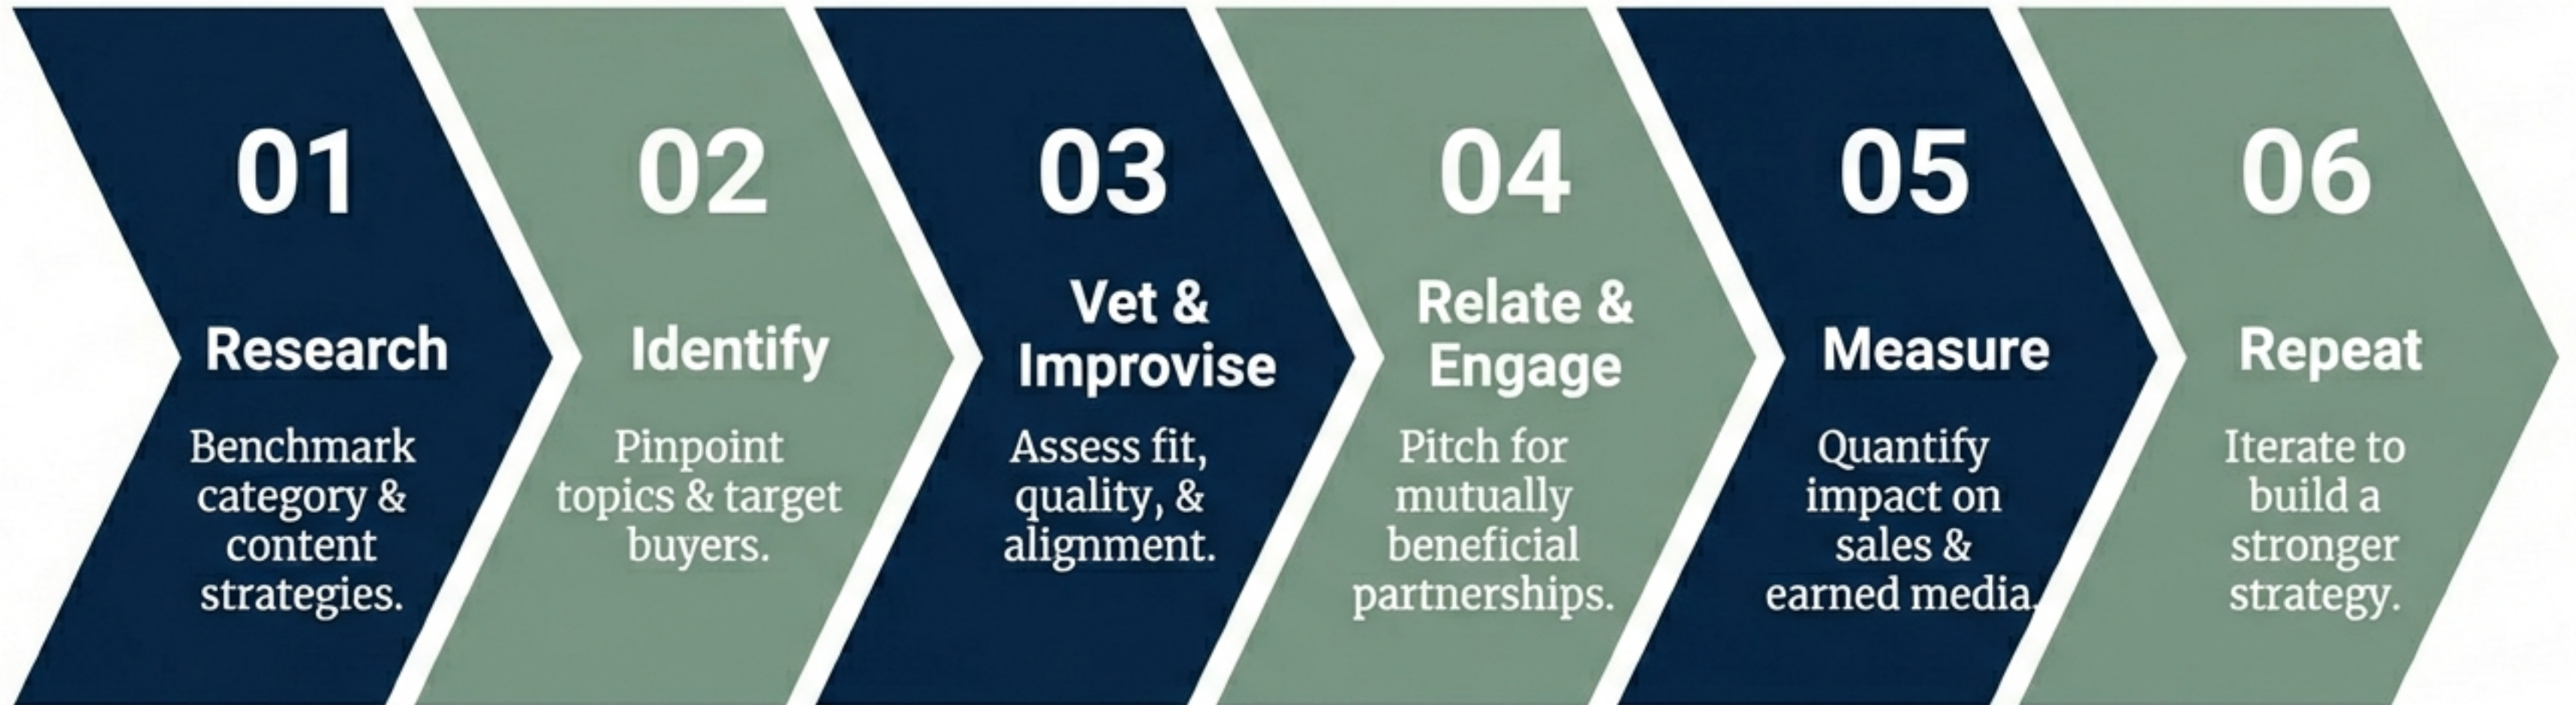 01
Research
Benchmark
category &
content
strategies.
02
Identify
Pinpoint
topics & target
buyers.
03
Vet &
Improvise
Assess fit,
quality, &
alignment.
04
Relate &
Engage
Pitch for
mutually
beneficial
partnerships.
05
Measure
Quantify
impact on
sales &
earned media.
06
Repeat
Iterate to
build a
stronger
strategy.